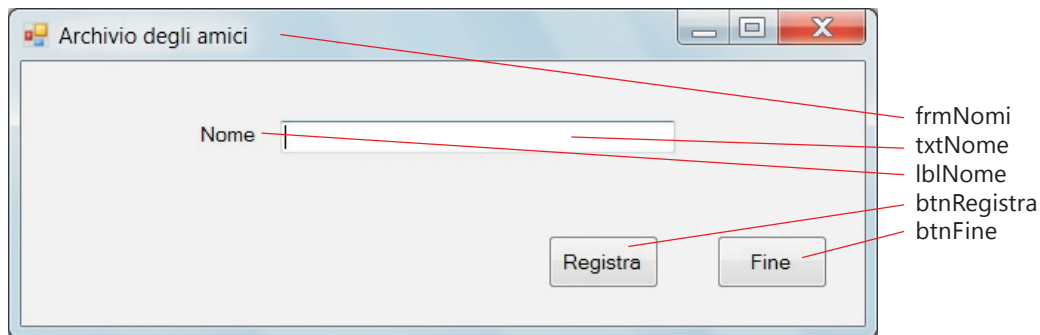 Archivio degli amici
Nome
Registra
Fine
frmNomi
txtNome
lblNome
btnRegistra
btnFine